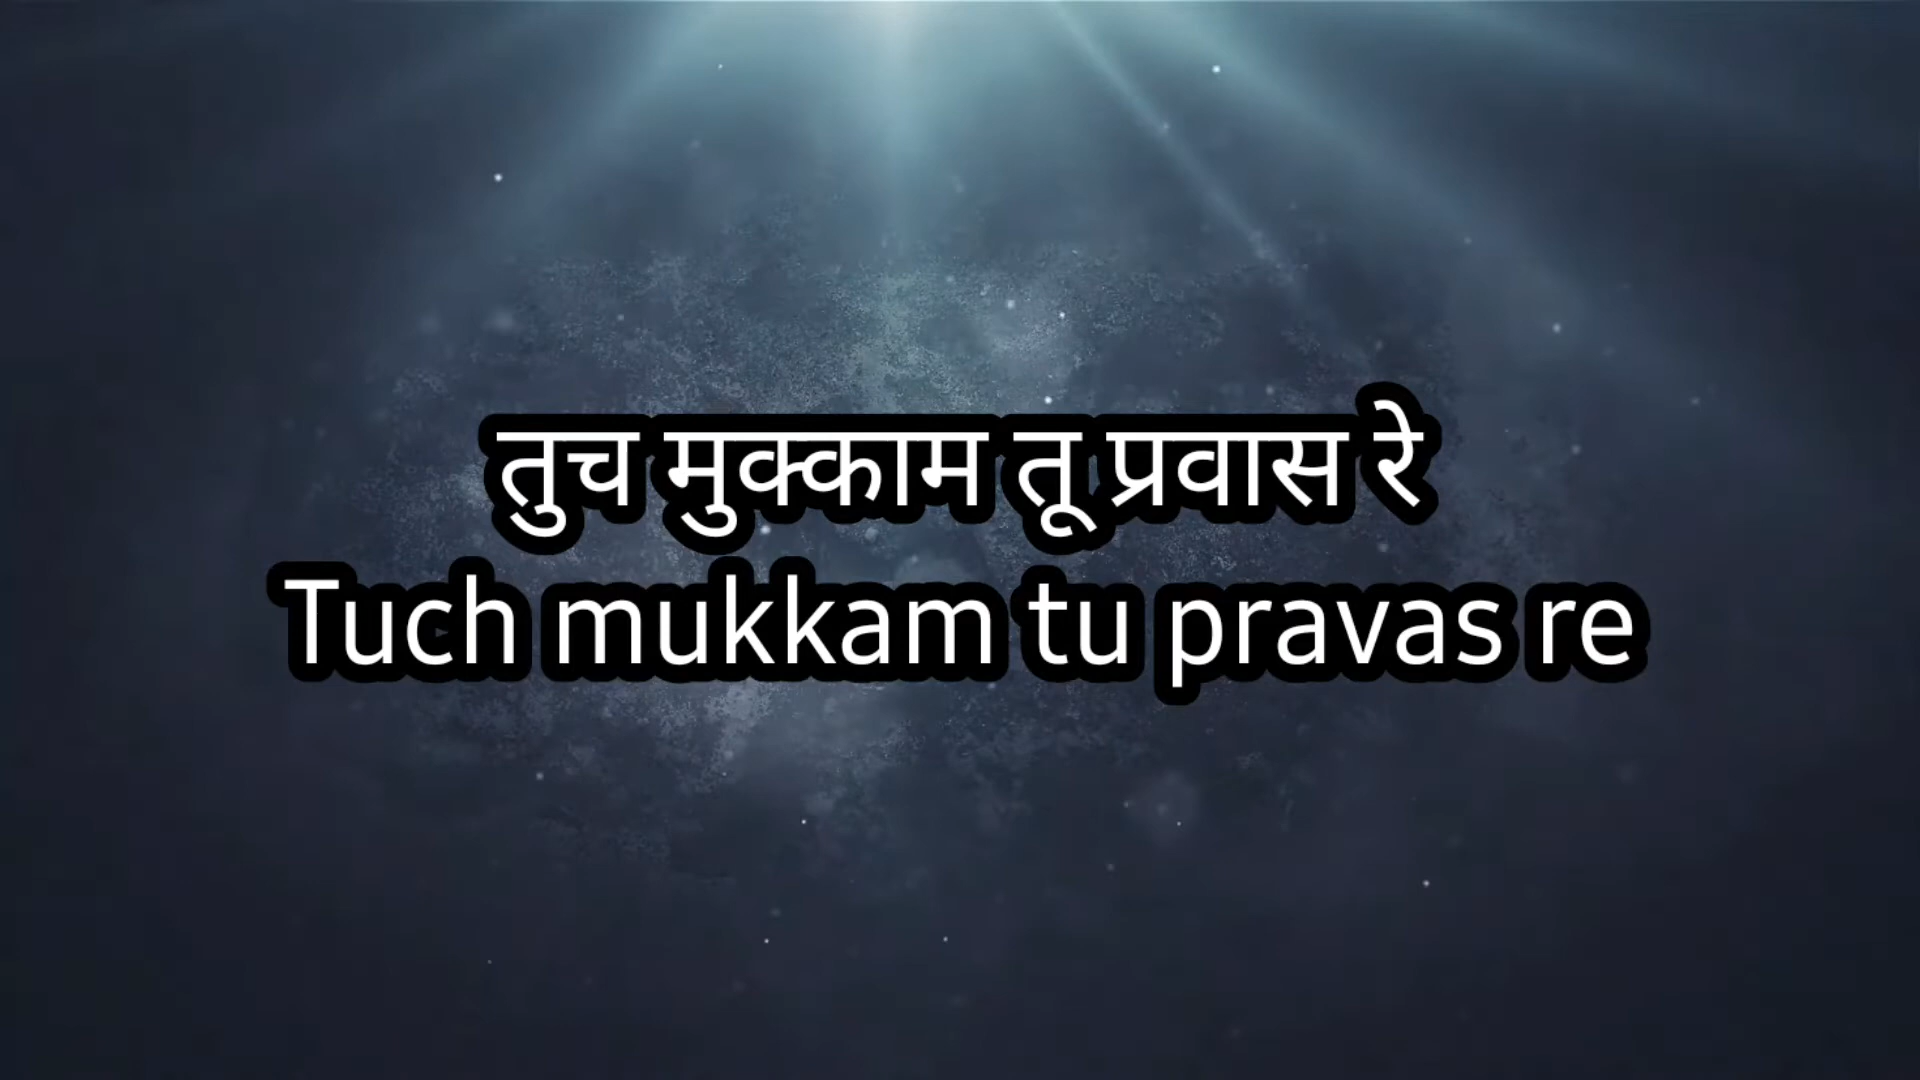 तुच मुक्काम तू प्रवास रे
Tuch mukkam tu pravas re